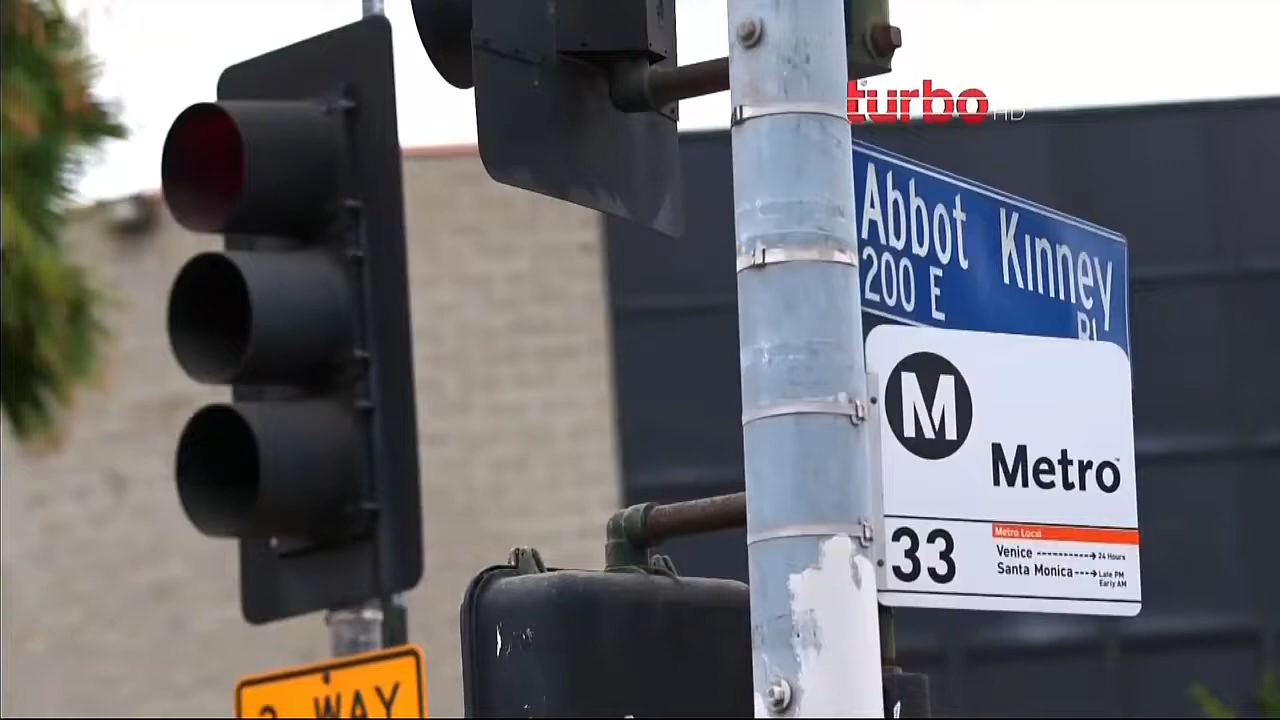 turbo HD
Abbot Kinney
200 E Bl
M
Metro
33
Metro Local
Venice 24 Hours
Santa Monica Late PM
Early AM
WAY